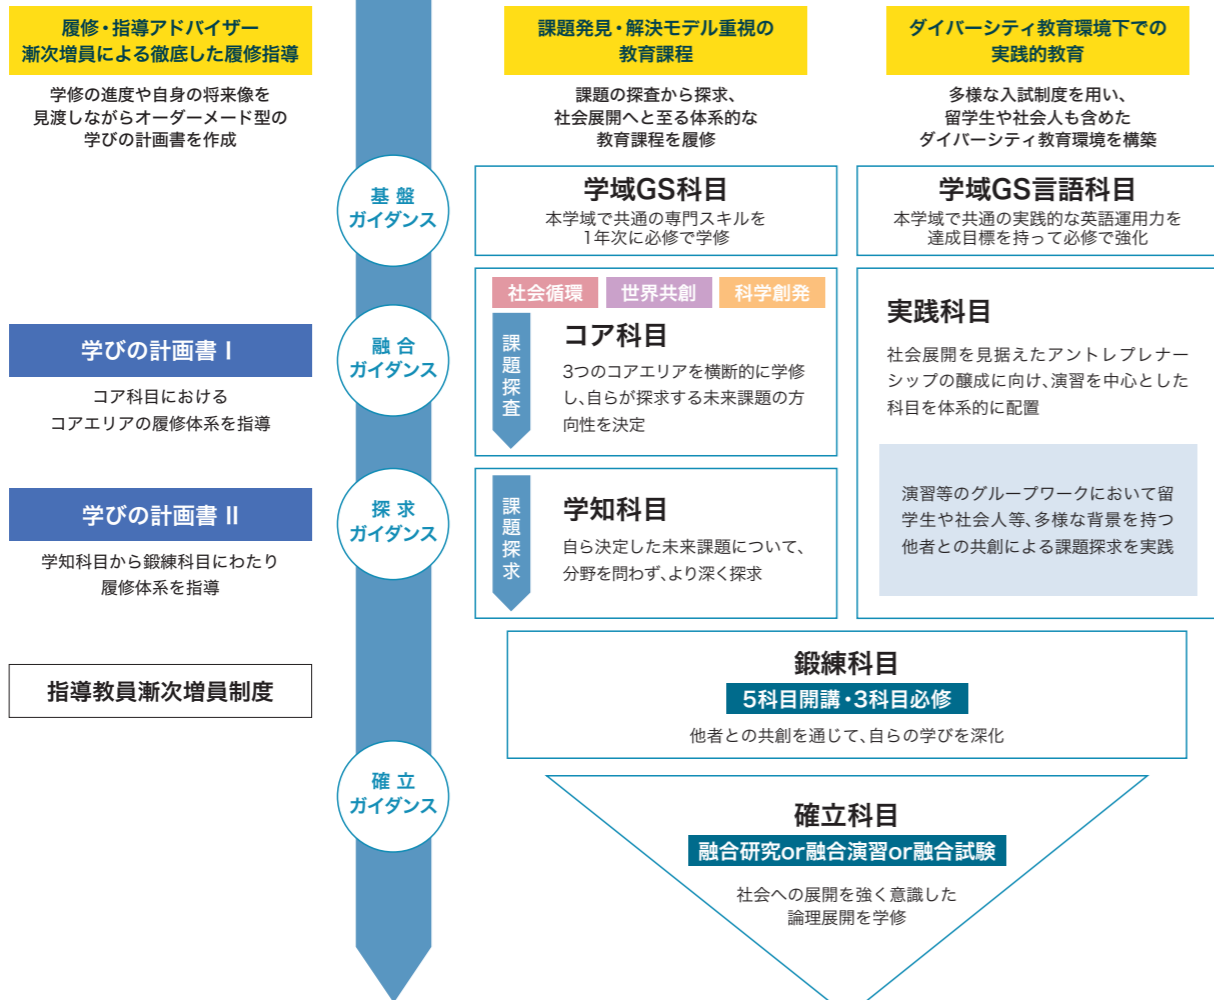 履修・指導アドバイザー
漸次増員による徹底した履修指導
学修の進度や自身の将来像を
見渡しながらオーダーメード型の
学びの計画書を作成
課題発見・解決モデル重視の
教育課程
課題の探査から探求、
社会展開へと至る体系的な
教育課程を履修
ダイバーシティ教育環境下での
実践的教育
多様な入試制度を用い、
留学生や社会人も含めた
ダイバーシティ教育環境を構築
基盤
ガイダンス
学域GS科目
本学域で共通の専門スキルを
1年次に必修で学修
学域GS言語科目
本学域で共通の実践的な英語運用力を
達成目標を持って必修で強化
学びの計画書 I
コア科目における
コアエリアの履修体系を指導
融合
ガイダンス
社会循環
世界共創
科学創発
課題探査
コア科目
3つのコアエリアを横断的に学修
し、自らが探求する未来課題の方
向性を決定
実践科目
社会展開を見据えたアントレプレナー
シップの醸成に向け、演習を中心とした
科目を体系的に配置
演習等のグループワークにおいて留
学生や社会人等、多様な背景を持つ
他者との共創による課題探求を実践
学びの計画書 II
学知科目から鍛練科目にわたり
履修体系を指導
探求
ガイダンス
課題探求
学知科目
自ら決定した未来課題について、
分野を問わず、より深く探求
指導教員漸次増員制度
鍛練科目
5科目開講・3科目必修
他者との共創を通じて、自らの学びを深化
確立
ガイダンス
確立科目
融合研究or融合演習or融合試験
社会への展開を強く意識した
論理展開を学修